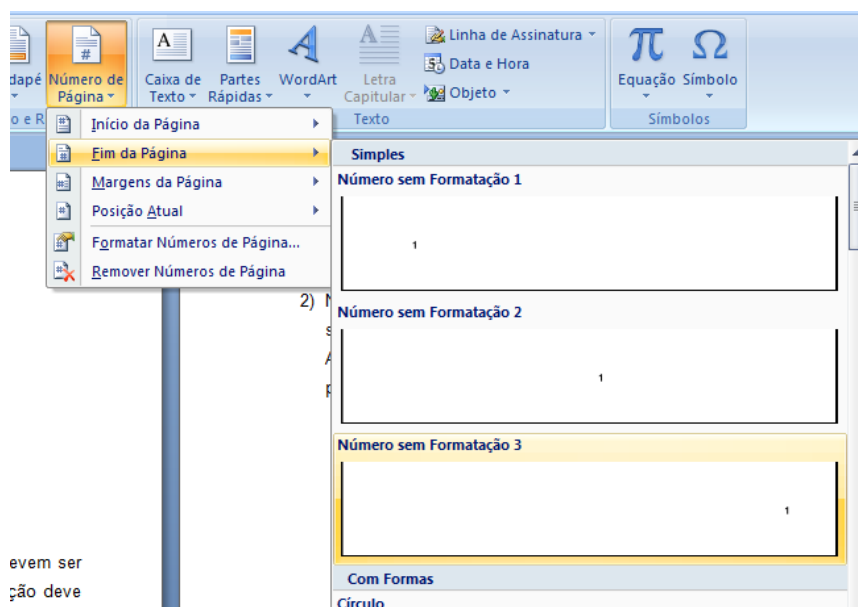 dapé
Número de
Página
Caixa de
Texto
Partes
Rápidas
WordArt
Letra
Capitular
Linha de Assinatura
Data e Hora
Objeto
Equação
Símbolo
o e R
Texto
Símbolos
Início da Página
Fim da Página
Margens da Página
Posição Atual
Formatar Números de Página...
Remover Números de Página
Simples
Número sem Formatação 1
1
Número sem Formatação 2
1
Número sem Formatação 3
1
Com Formas
Círculo
2)
evem ser
ção deve